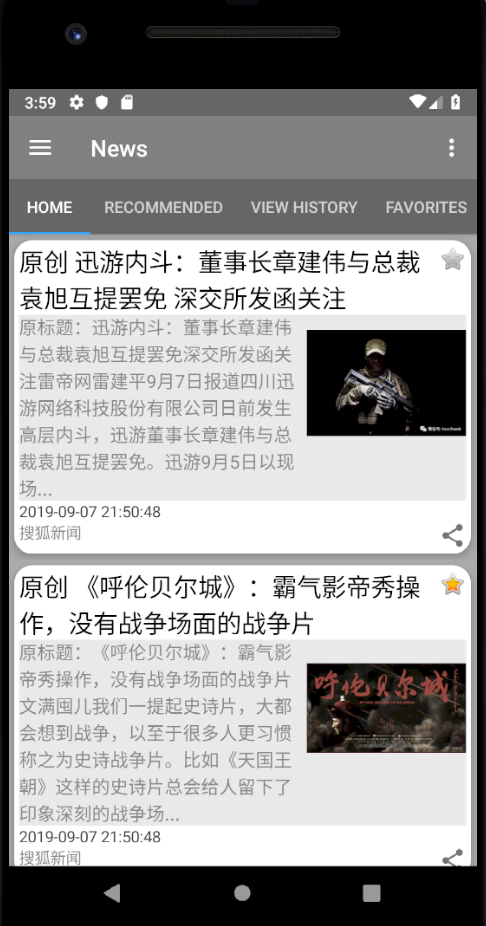 3:59
News
HOME RECOMMENDED VIEW HISTORY FAVORITES
原创 迅游内斗：董事长章建伟与总裁
袁旭互提罢免 深交所发函关注
原标题：迅游内斗：董事长章建伟
与总裁袁旭互提罢免深交所发函关
注雷帝网雷建平9月7日报道四川迅
游网络科技股份有限公司日前发生
高层内斗，迅游董事长章建伟与总
裁袁旭互提罢免。迅游9月5日以现
场...
2019-09-07 21:50:48
搜狐新闻
原创 《呼伦贝尔城》：霸气影帝秀操
作，没有战争场面的战争片
原标题：《呼伦贝尔城》：霸气影
帝秀操作，没有战争场面的战争片
文满囤儿我们一提起史诗片，大都
会想到战争，以至于很多人更习惯
称之为史诗战争片。比如《天国王
朝》这样的史诗片总会给人留下了
印象深刻的战争场...
呼伦贝尔城
2019-09-07 21:50:48
搜狐新闻